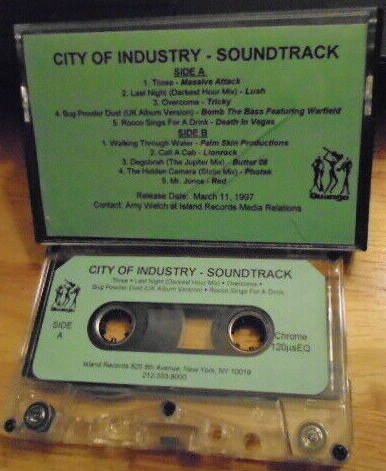 CITY OF INDUSTRY - SOUNDTRACK
SIDE A
1. Three - Massive Attack
2. Last Night (Darkest Hour Mix) - Lush
3. Overcome - Tricky
4. Bug Powder Dust (UK Album Version) - Bomb The Bass Featuring Warfield
5. Rocco Sings For A Drink - Death In Vegas
SIDE B
1. Walking Through Water - Palm Skin Productions
2. Call A Cab - Lionrock
3. Degobrah (The Jupiter Mix) - Butter 08
4. The Hidden Camera (Static Mix) - Photek
5. Mr. Jones - Red
Release Date: March 11, 1997
Contact: Amy Welch at Island Records Media Relations
Quango
CITY OF INDUSTRY - SOUNDTRACK
Three • Last Night (Darkest Hour Mix) • Overcome •
Bug Powder Dust (UK Album Version) • Rocco Sings For A Drink
SIDE
A
Chrome
120µsEQ
Island Records 825 8th Avenue, New York, NY 10019
212-333-8000